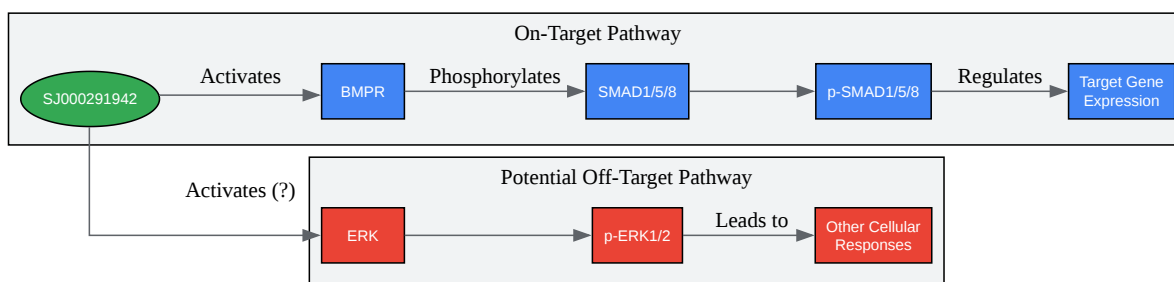 On-Target Pathway
Activates
Phosphorylates
Regulates
SJ000291942
BMPR
SMAD1/5/8
p-SMAD1/5/8
Target Gene
Expression
Potential Off-Target Pathway
Activates (?)
Leads to
ERK
p-ERK1/2
Other Cellular
Responses